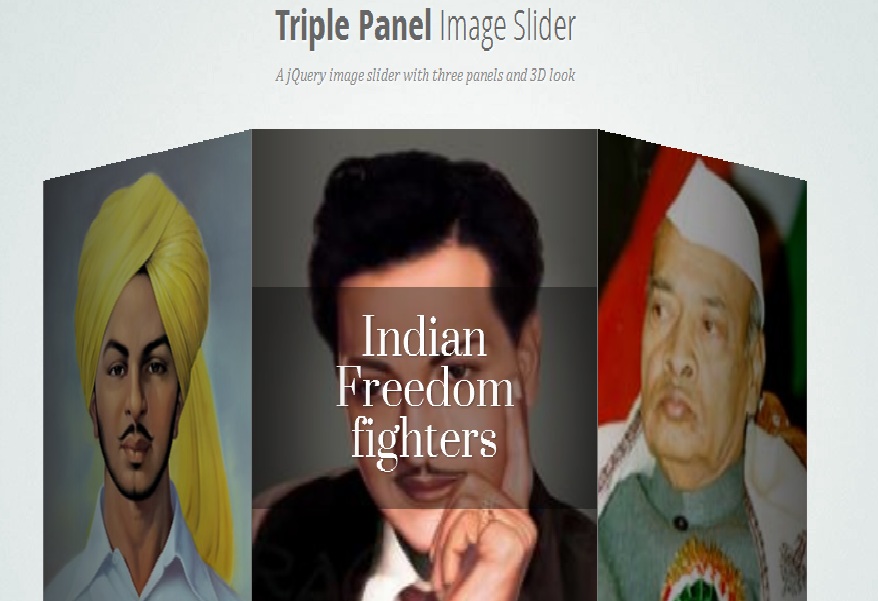 Triple Panel Image Slider
A jQuery image slider with three panels and 3D look
Indian
Freedom
fighters